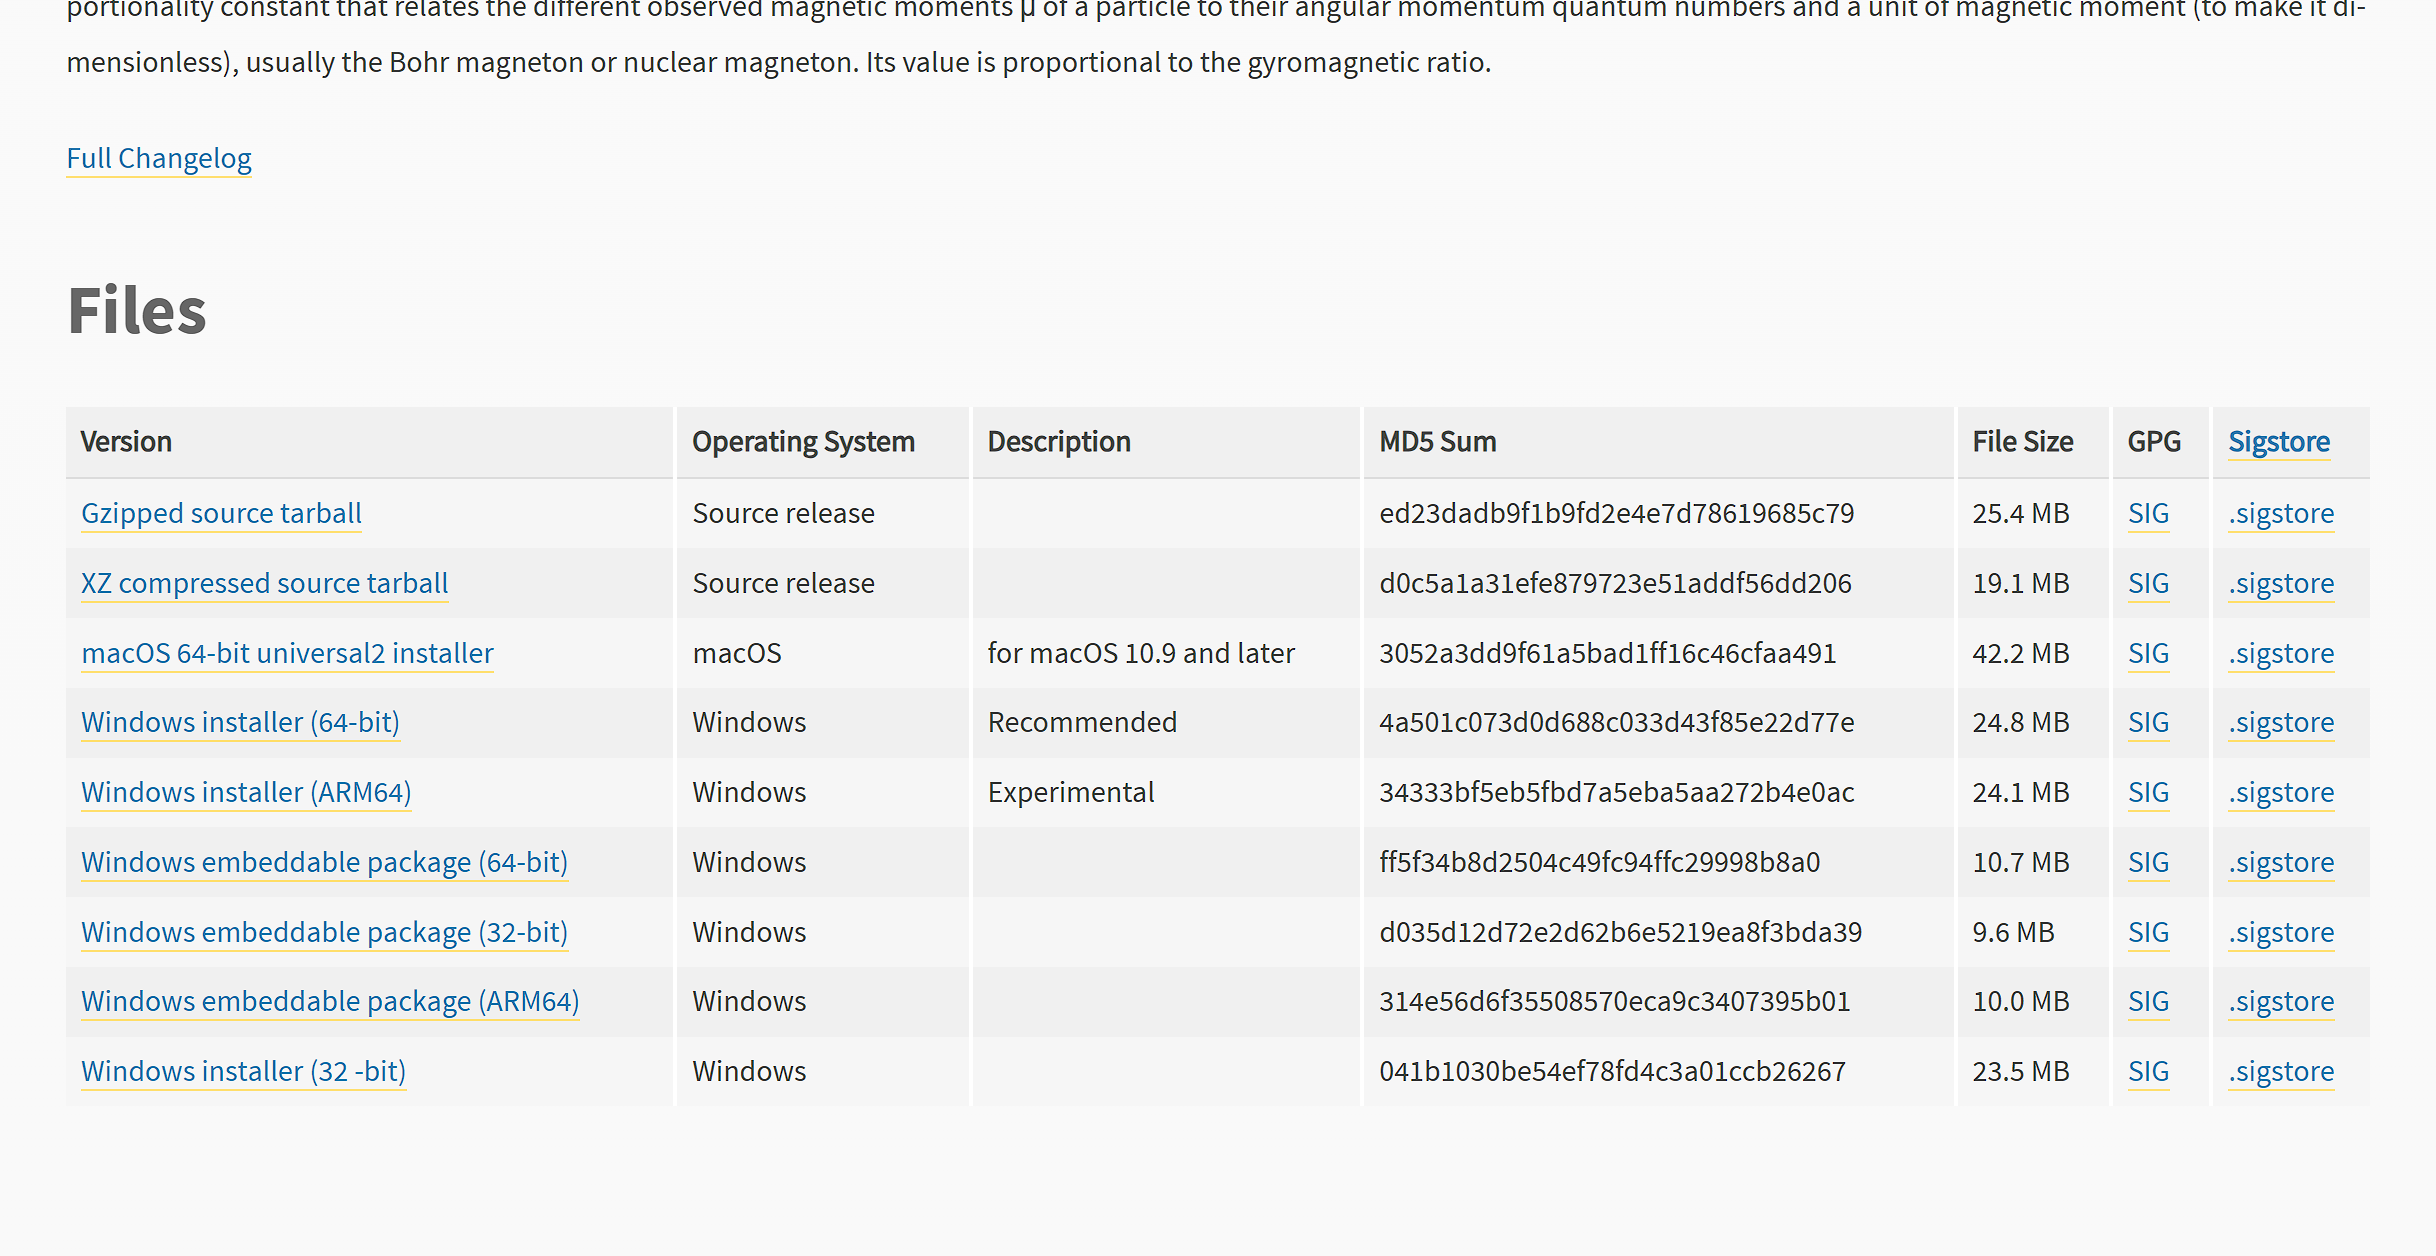 portionality constant that relates the different observed magnetic moments μ of a particle to their angular momentum quantum numbers and a unit of magnetic moment (to make it di-
mensionless), usually the Bohr magneton or nuclear magneton. Its value is proportional to the gyromagnetic ratio.
Full Changelog
Files
Version Operating System Description MD5 Sum File Size GPG Sigstore
Gzipped source tarball Source release ed23dadb9f1b9fd2e4e7d78619685c79 25.4 MB SIG .sigstore
XZ compressed source tarball Source release d0c5a1a31efe879723e51addf56dd206 19.1 MB SIG .sigstore
macOS 64-bit universal2 installer macOS for macOS 10.9 and later 3052a3dd9f61a5bad1ff16c46cfaa491 42.2 MB SIG .sigstore
Windows installer (64-bit) Windows Recommended 4a501c073d0d688c033d43f85e22d77e 24.8 MB SIG .sigstore
Windows installer (ARM64) Windows Experimental 34333bf5eb5fbd7a5eba5aa272b4e0ac 24.1 MB SIG .sigstore
Windows embeddable package (64-bit) Windows ff5f34b8d2504c49fc94ffc29998b8a0 10.7 MB SIG .sigstore
Windows embeddable package (32-bit) Windows d035d12d72e2d62b6e5219ea8f3bda39 9.6 MB SIG .sigstore
Windows embeddable package (ARM64) Windows 314e56d6f35508570eca9c3407395b01 10.0 MB SIG .sigstore
Windows installer (32 -bit) Windows 041b1030be54ef78fd4c3a01ccb26267 23.5 MB SIG .sigstore